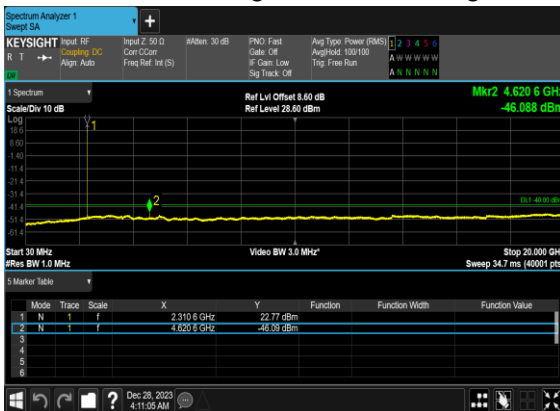 Spectrum Analyzer 1
Swept SA
KEYSIGHT Input: RF Input Z: 50 Ω #Atten: 30 dB PNO: Fast Avg Type: Power (RMS) 1 2 3 4 5 6
R T Coupling: DC Corr CCorr Gate: Off Avg|Hold: 100/100 A W W W W W
Align: Auto Freq Ref: Int (S) IF Gain: Low Trig: Free Run
LV Sig Track: Off A N N N N N
1 Spectrum Ref Lvl Offset 8.60 dB Mkr2 4.620 6 GHz
Scale/Div 10 dB Ref Level 28.60 dBm -46.088 dBm
Log
18.6 1
8.60
-1.40
-11.4
-21.4
-31.4 2
-41.4 DL1 -40.00 dBm
-51.4
-61.4
Start 30 MHz Video BW 3.0 MHz* Stop 20.000 GHz
#Res BW 1.0 MHz Sweep 34.7 ms (40001 pts)
5 Marker Table
Mode Trace Scale X Y Function Function Width Function Value
1 N 1 f 2.310 6 GHz 22.77 dBm
2 N 1 f 4.620 6 GHz -46.09 dBm
3
4
5
6
? Dec 28, 2023
4:11:05 AM